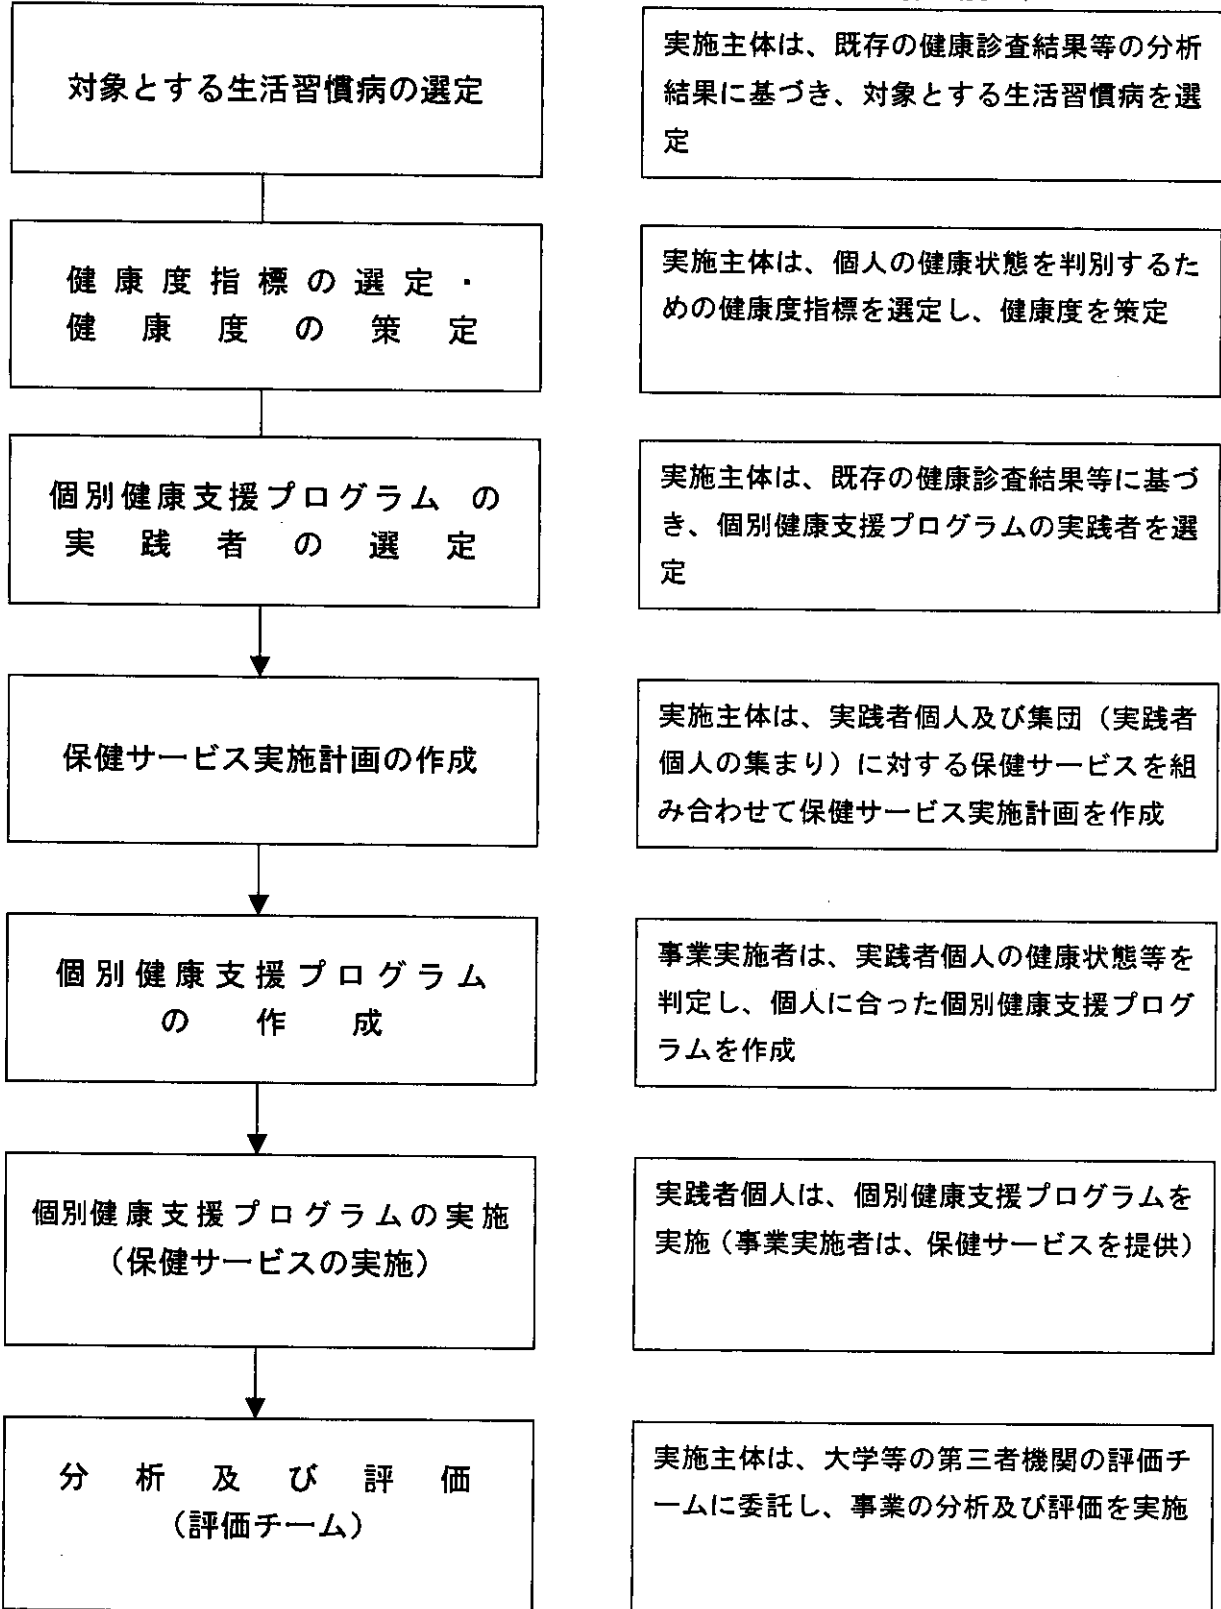 対象とする生活習慣病の選定
実施主体は、既存の健康診査結果等の分析
結果に基づき、対象とする生活習慣病を選
定
健康度指標の選定・
健康度の策定
実施主体は、個人の健康状態を判別するた
めの健康度指標を選定し、健康度を策定
個別健康支援プログラムの
実践者の選定
実施主体は、既存の健康診査結果等に基づ
き、個別健康支援プログラムの実践者を選
定
保健サービス実施計画の作成
実施主体は、実践者個人及び集団（実践者
個人の集まり）に対する保健サービスを組
み合わせて保健サービス実施計画を作成
個別健康支援プログラム
の作成
事業実施者は、実践者個人の健康状態等を
判定し、個人に合った個別健康支援プログ
ラムを作成
個別健康支援プログラムの実施
（保健サービスの実施）
実践者個人は、個別健康支援プログラムを
実施（事業実施者は、保健サービスを提供）
分析及び評価
（評価チーム）
実施主体は、大学等の第三者機関の評価チ
ームに委託し、事業の分析及び評価を実施